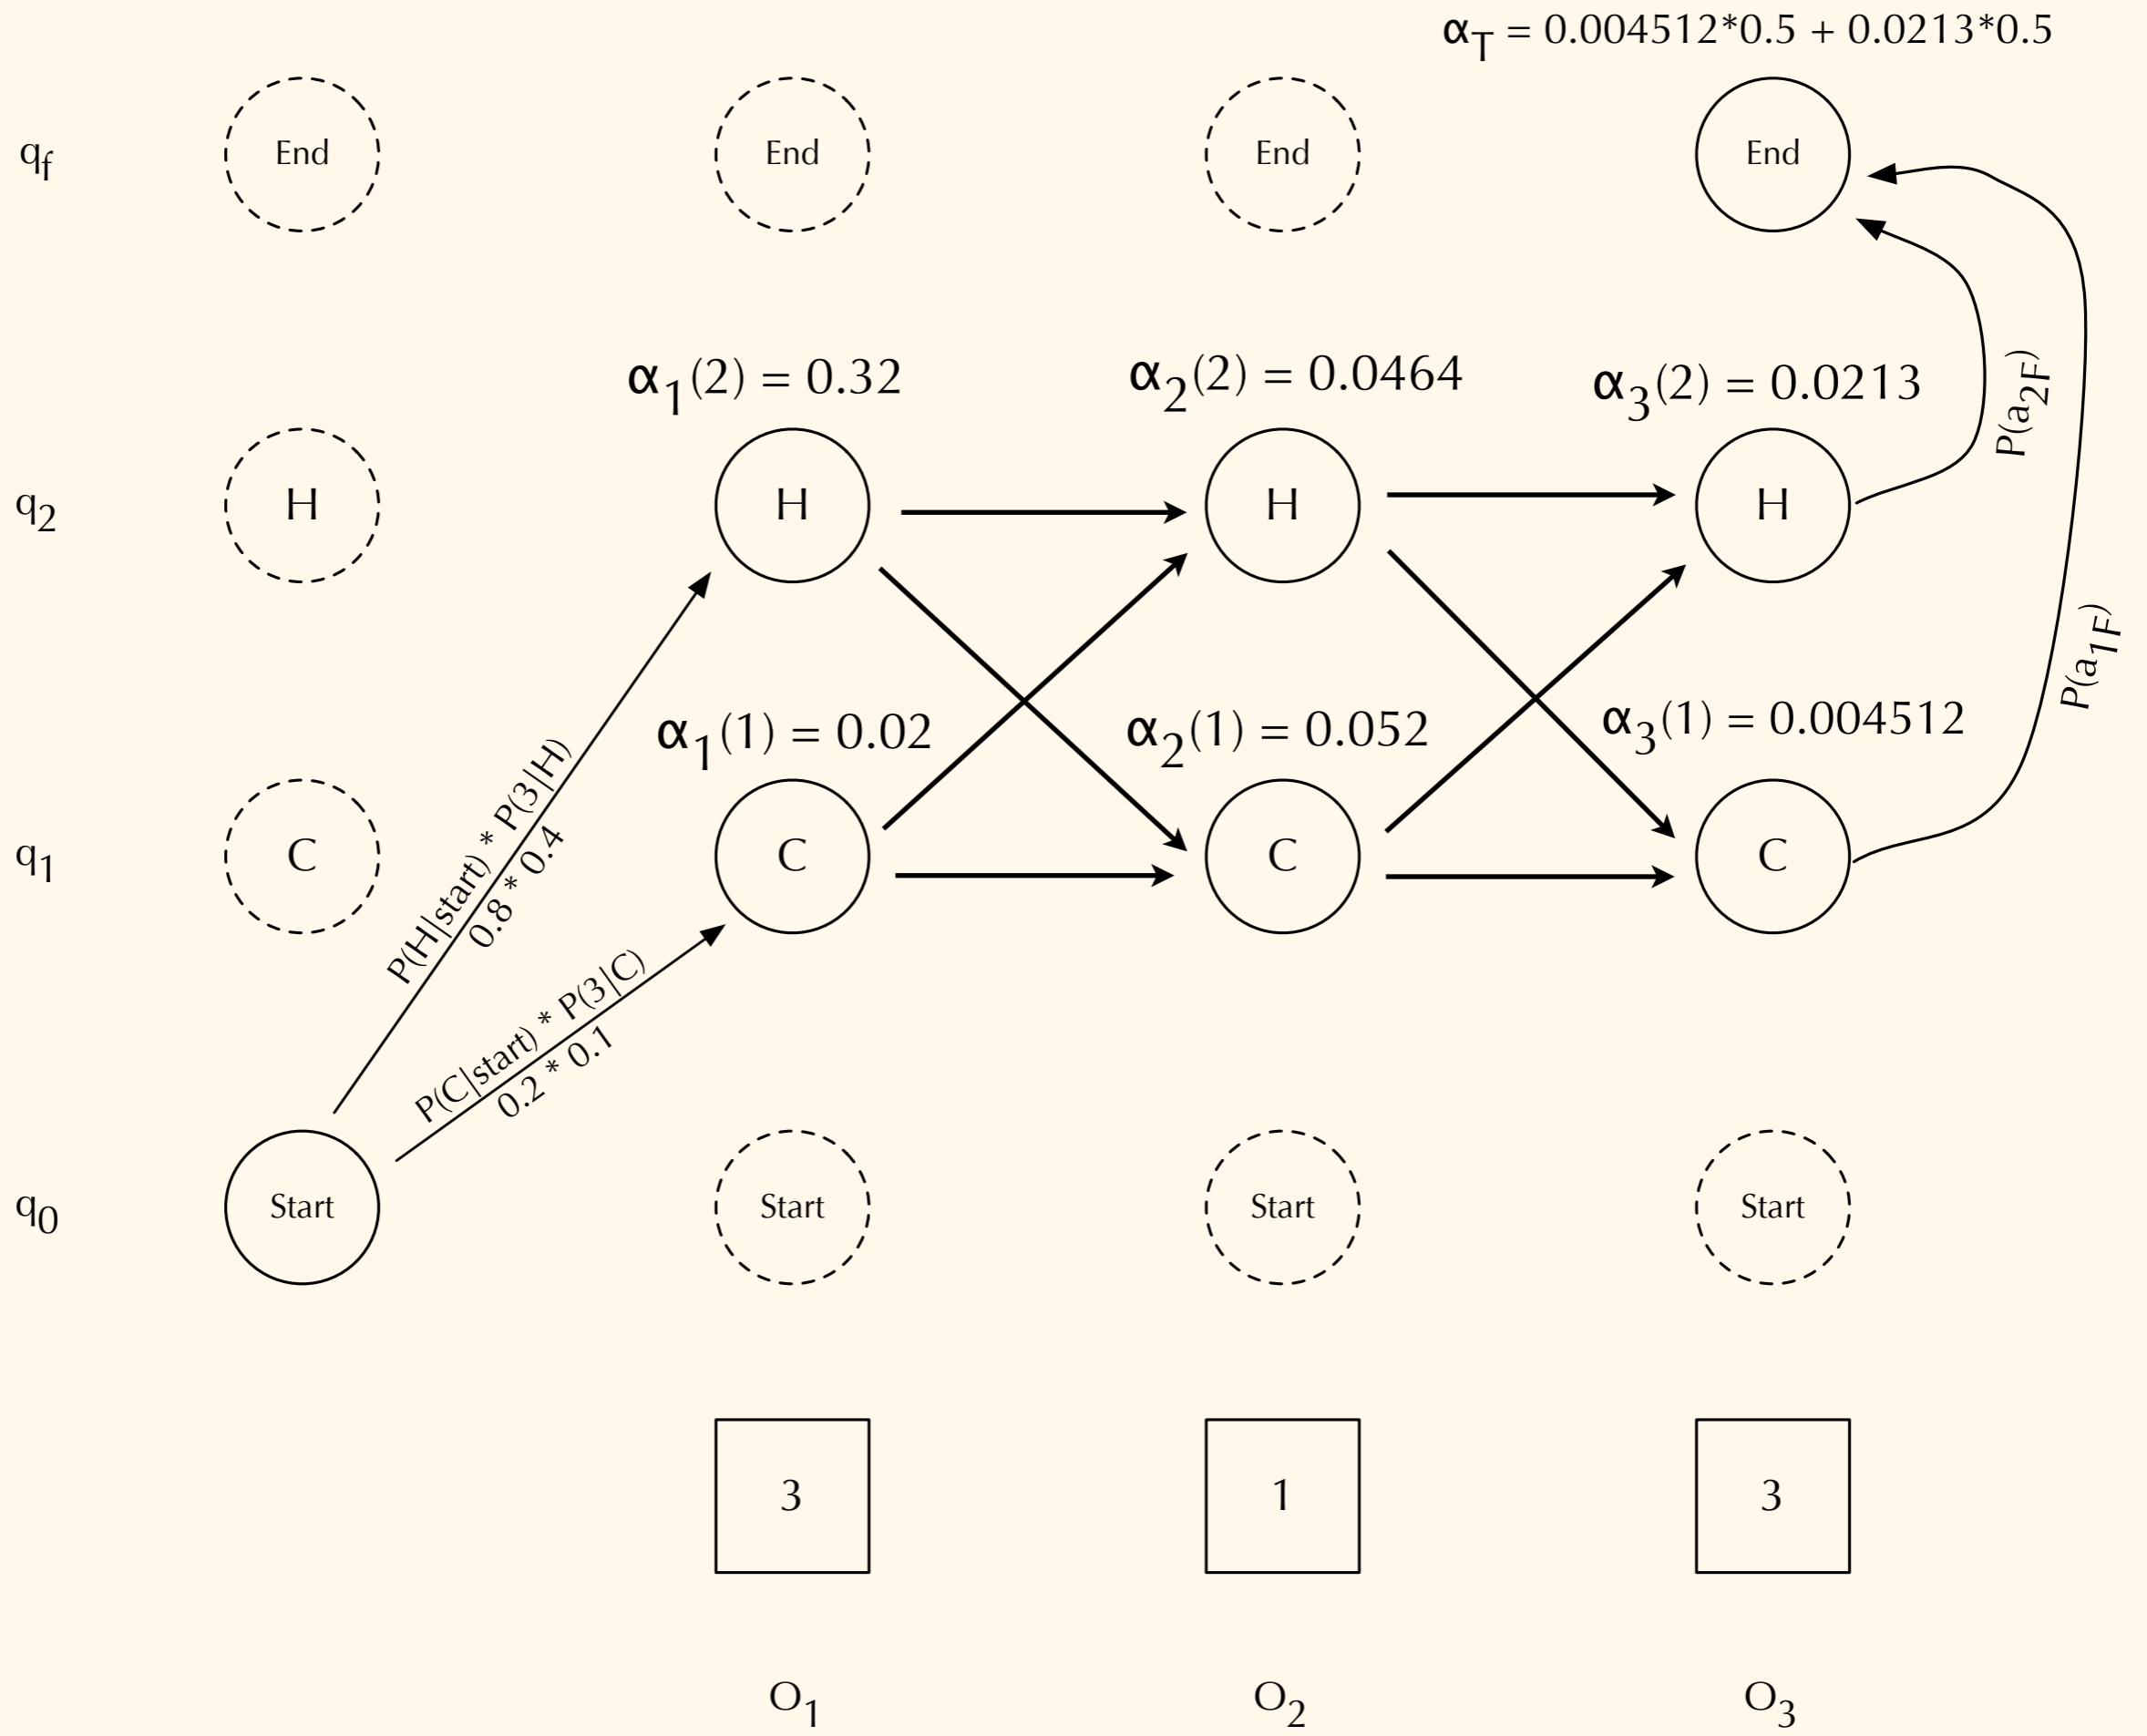 α_T = 0.004512*0.5 + 0.0213*0.5
q_f End End End End
P(a_2F)
α_1(2) = 0.32 α_2(2) = 0.0464 α_3(2) = 0.0213
q_2 H H H H
P(a_1F)
α_1(1) = 0.02 α_2(1) = 0.052 α_3(1) = 0.004512
q_1 C C C C
P(H|start) * P(3|H)
0.8 * 0.4
P(C|start) * P(3|C)
0.2 * 0.1
q_0 Start Start Start Start
3 1 3
O_1 O_2 O_3